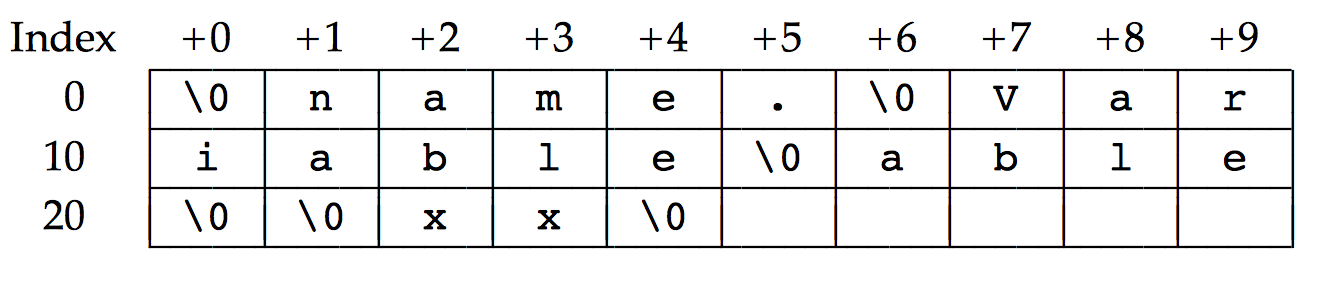 Index +0 +1 +2 +3 +4 +5 +6 +7 +8 +9
0 \0 n a m e . \0 V a r
10 i a b l e \0 a b l e
20 \0 \0 x x \0